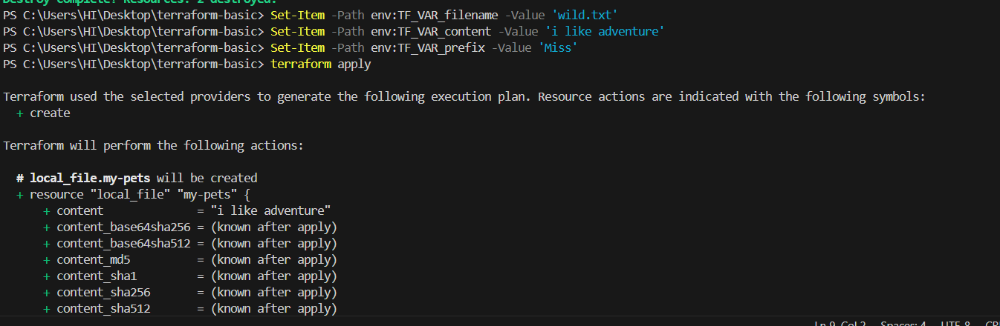 Destroy complete! Resources: 2 destroyed.
PS C:\Users\HI\Desktop\terraform-basic> Set-Item -Path env:TF_VAR_filename -Value 'wild.txt'
PS C:\Users\HI\Desktop\terraform-basic> Set-Item -Path env:TF_VAR_content -Value 'i like adventure'
PS C:\Users\HI\Desktop\terraform-basic> Set-Item -Path env:TF_VAR_prefix -Value 'Miss'
PS C:\Users\HI\Desktop\terraform-basic> terraform apply
Terraform used the selected providers to generate the following execution plan. Resource actions are indicated with the following symbols:
+ create
Terraform will perform the following actions:
# local_file.my-pets will be created
+ resource "local_file" "my-pets" {
+ content = "i like adventure"
+ content_base64sha256 = (known after apply)
+ content_base64sha512 = (known after apply)
+ content_md5 = (known after apply)
+ content_sha1 = (known after apply)
+ content_sha256 = (known after apply)
+ content_sha512 = (known after apply)
Ln 9, Col 2 Spaces: 4 UTF-8